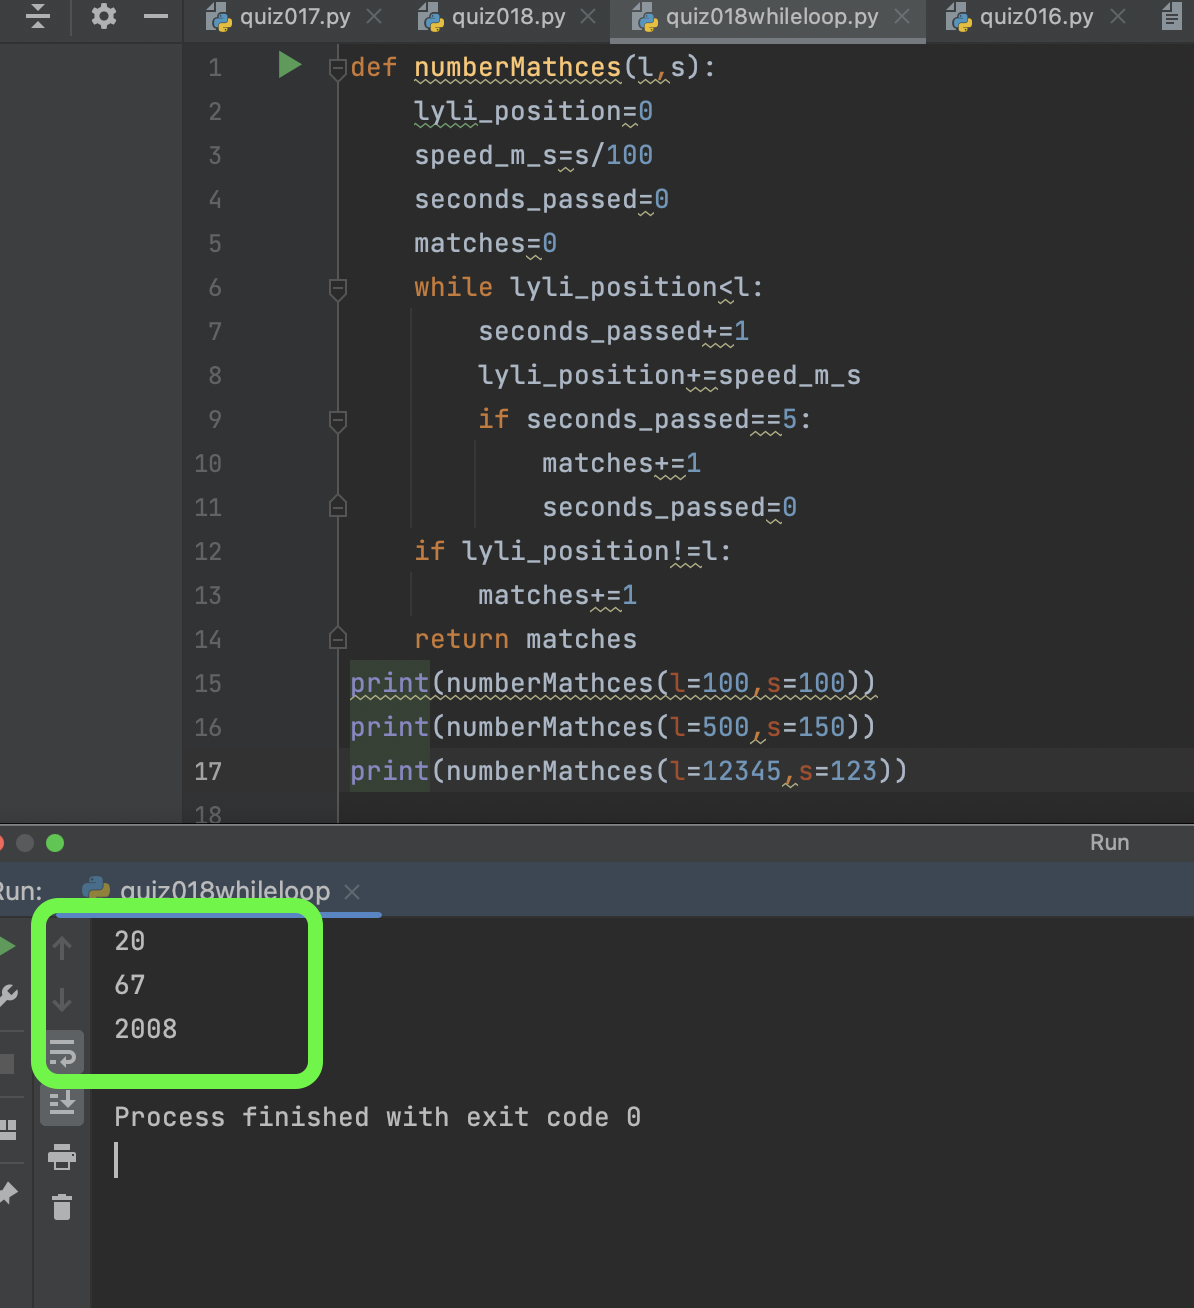 quiz017.py quiz018.py quiz018whileloop.py quiz016.py
1 def numberMathces(l,s):
2 lyli_position=0
3 speed_m_s=s/100
4 seconds_passed=0
5 matches=0
6 while lyli_position<l:
7 seconds_passed+=1
8 lyli_position+=speed_m_s
9 if seconds_passed==5:
10 matches+=1
11 seconds_passed=0
12 if lyli_position!=l:
13 matches+=1
14 return matches
15 print(numberMathces(l=100,s=100))
16 print(numberMathces(l=500,s=150))
17 print(numberMathces(l=12345,s=123))
18
Run
Run: quiz018whileloop
20
67
2008
Process finished with exit code 0